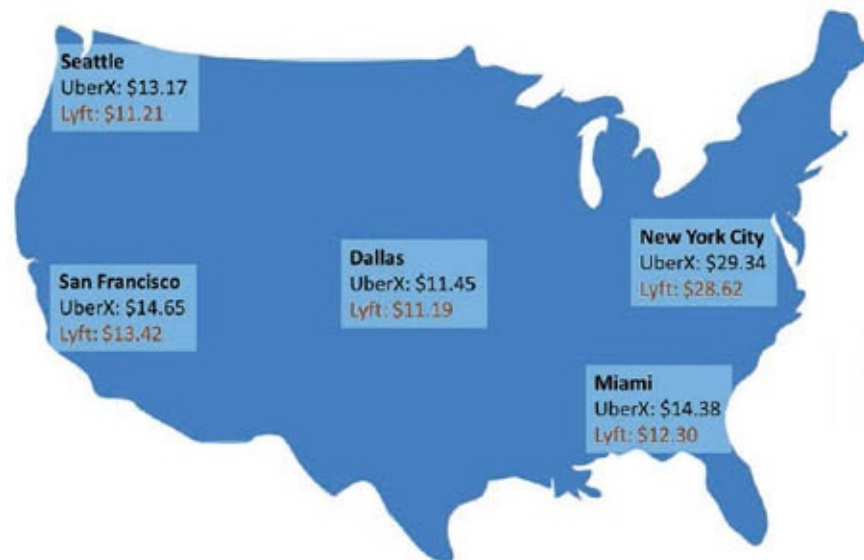 Seattle
UberX: $13.17
Lyft: $11.21
San Francisco
UberX: $14.65
Lyft: $13.42
Dallas
UberX: $11.45
Lyft: $11.19
New York City
UberX: $29.34
Lyft: $28.62
Miami
UberX: $14.38
Lyft: $12.30